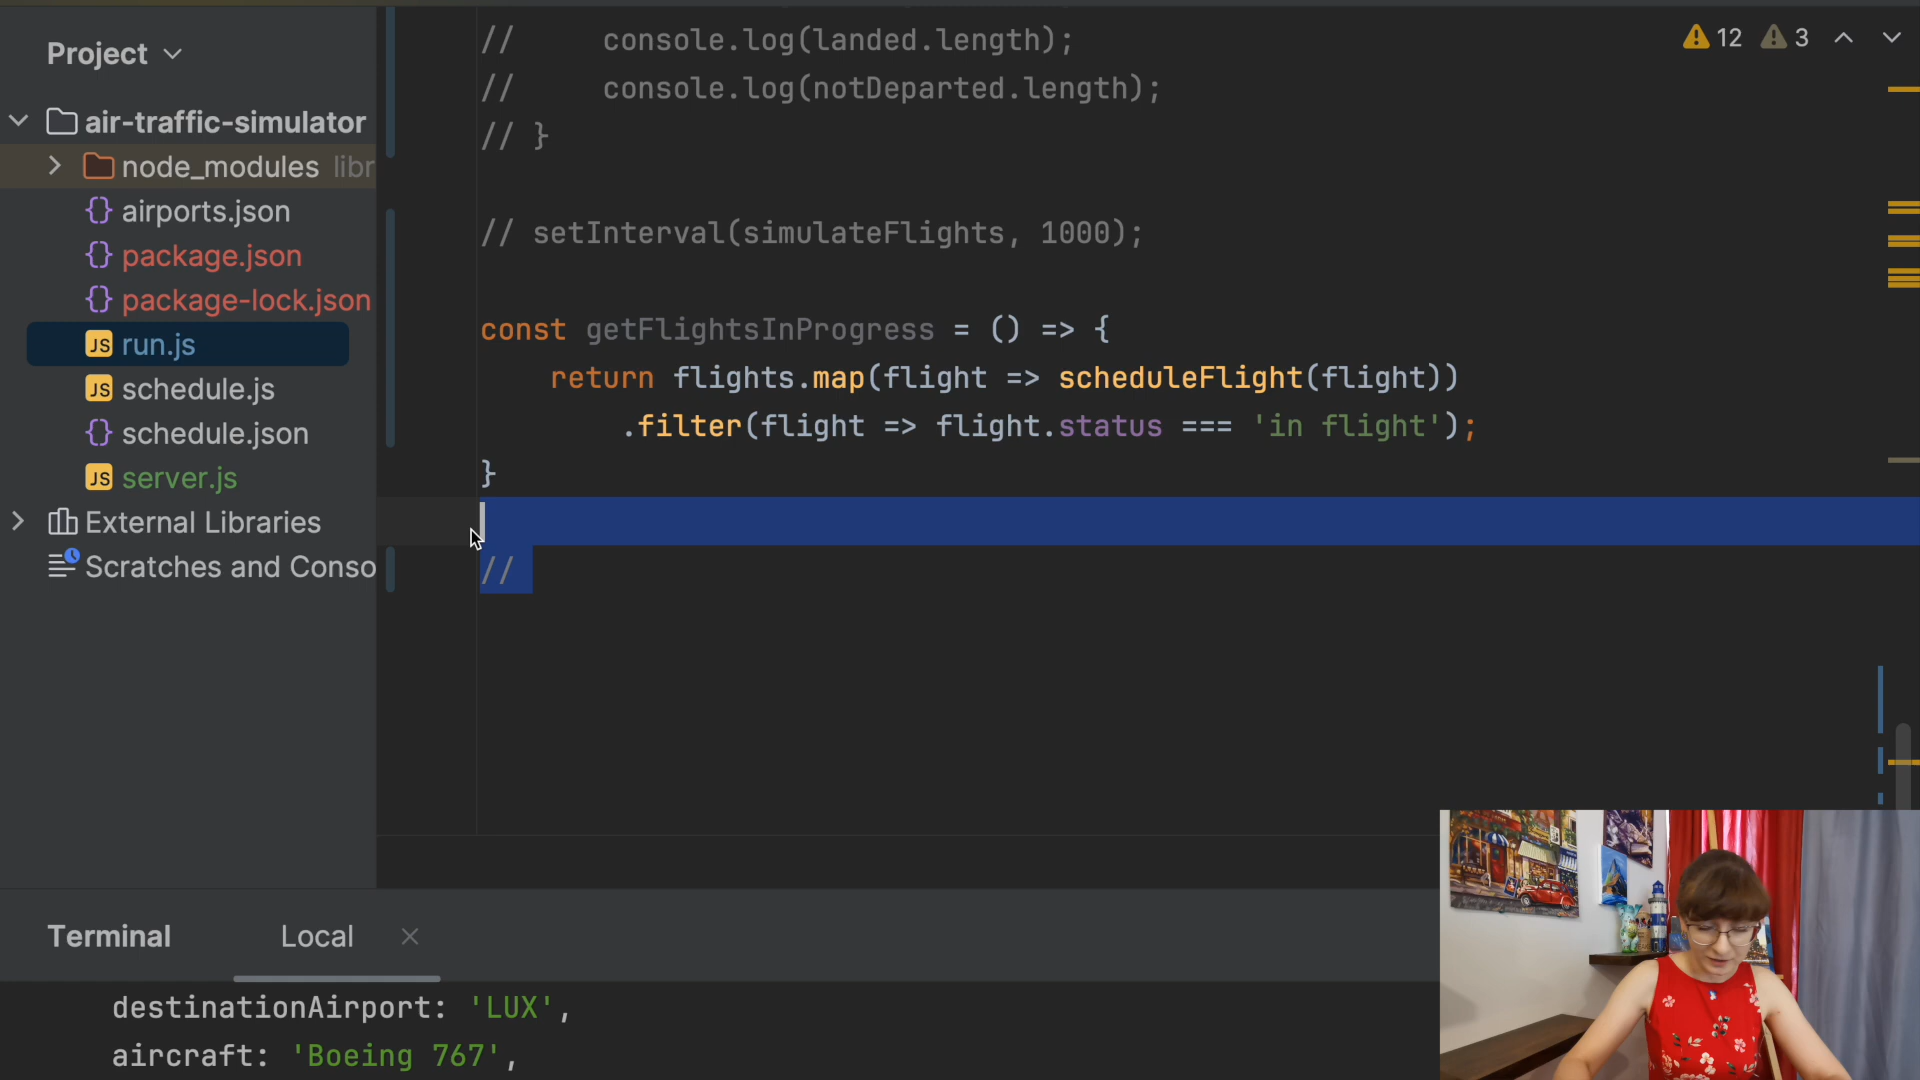 Project
air-traffic-simulator
node_modules libr
airports.json
package.json
package-lock.json
run.js
schedule.js
schedule.json
server.js
External Libraries
Scratches and Conso
12 3
// console.log(landed.length);
// console.log(notDeparted.length);
// }
// setInterval(simulateFlights, 1000);
const getFlightsInProgress = () => {
return flights.map(flight => scheduleFlight(flight))
.filter(flight => flight.status === 'in flight');
}
//
Terminal Local
destinationAirport: 'LUX',
aircraft: 'Boeing 767',